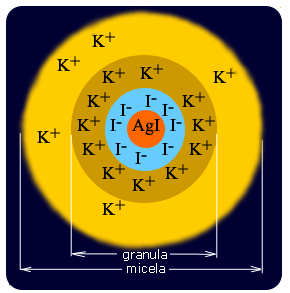 K⁺
K⁺
K⁺ K⁺ K⁺
K⁺ I⁻ I⁻ K⁺
K⁺ I⁻ AgI I⁻ K⁺
K⁺
K⁺ I⁻ I⁻ I⁻ K⁺
K⁺ K⁺ K⁺
K⁺
granula
micela